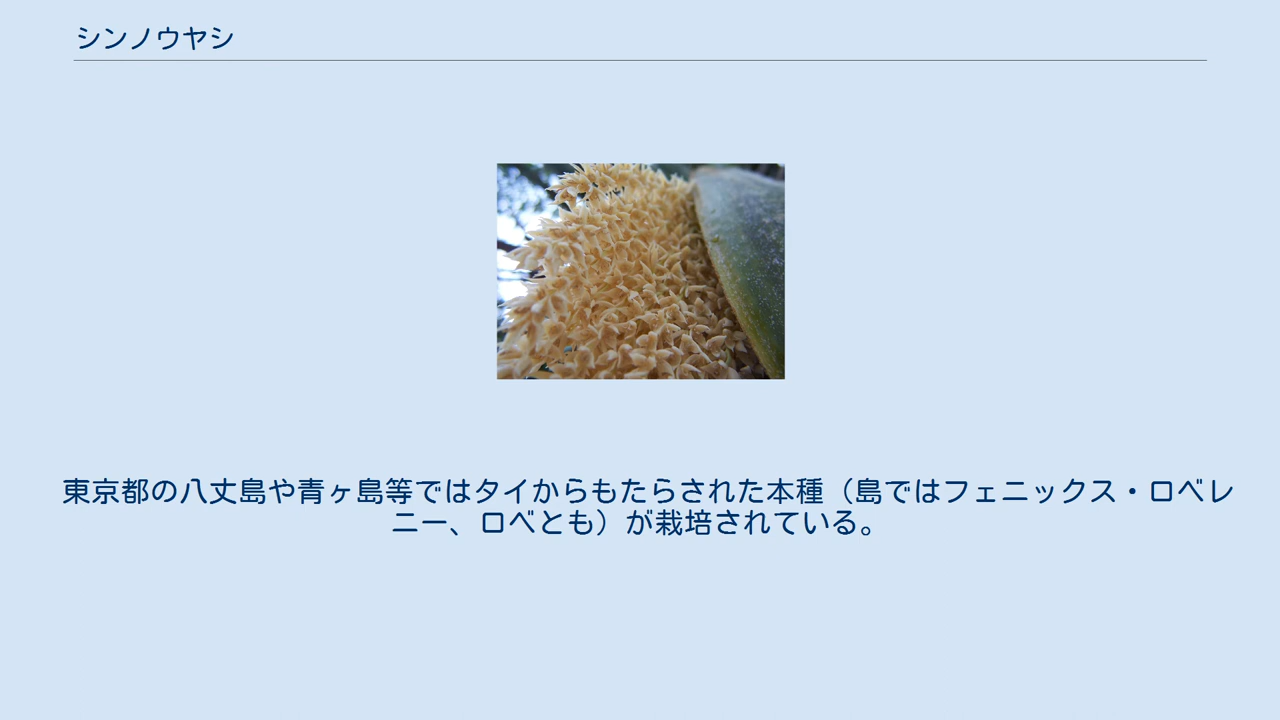 シンノウヤシ
東京都の八丈島や青ヶ島等ではタイからもたらされた本種（島ではフェニックス・ロベレ
ニー、ロベとも）が栽培されている。